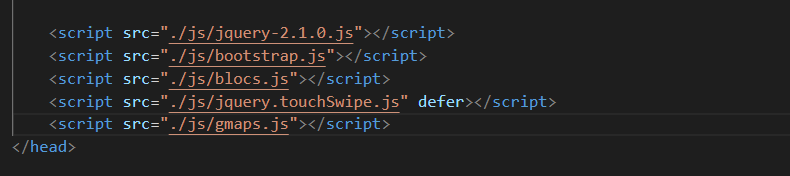 <script src="./js/jquery-2.1.0.js"></script>
<script src="./js/bootstrap.js"></script>
<script src="./js/blocs.js"></script>
<script src="./js/jquery.touchSwipe.js" defer></script>
<script src="./js/gmaps.js"></script>
</head>